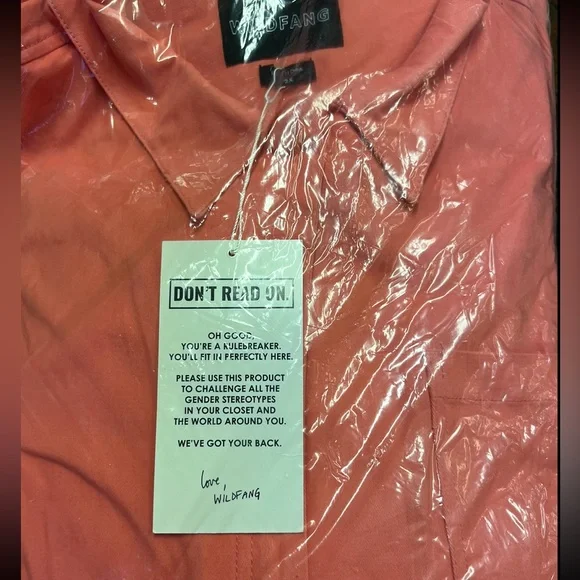 WILDFANG
DON'T READ ON.
OH GOOD,
YOU'RE A RULEBREAKER.
YOU'LL FIT IN PERFECTLY HERE.
PLEASE USE THIS PRODUCT
TO CHALLENGE ALL THE
GENDER STEREOTYPES
IN YOUR CLOSET AND
THE WORLD AROUND YOU.
WE'VE GOT YOUR BACK.
love,
WILDFANG